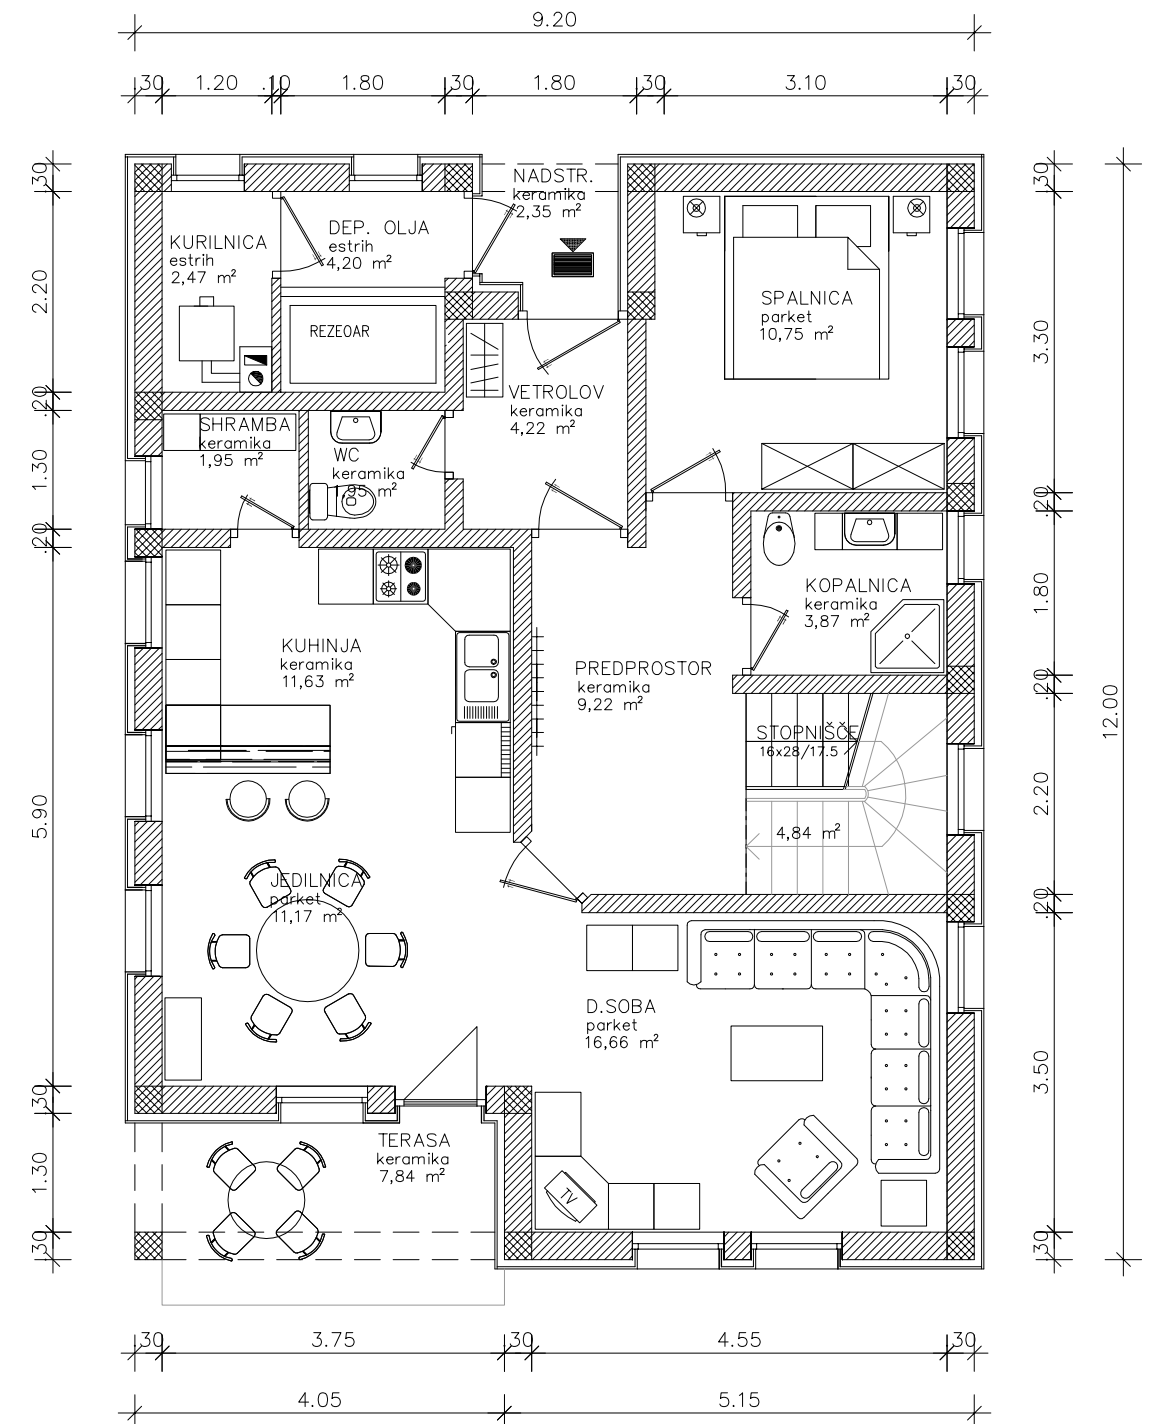 9.20
.30 1.20 .10 1.80 .30 1.80 .30 3.10 .30
.30
2.20
.20
1.30
.20
5.90
.30
1.30
.30
NADSTR.
keramika
2,35 m²
KURILNICA
estrih
2,47 m²
DEP. OLJA
estrih
4,20 m²
REZEOAR
SPALNICA
parket
10,75 m²
VETROLOV
keramika
4,22 m²
SHRAMBA
keramika
1,95 m²
WC
keramika
1,95 m²
KOPALNICA
keramika
3,87 m²
KUHINJA
keramika
11,63 m²
PREDPROSTOR
keramika
9,22 m²
STOPNIŠČE
16x28/17.5
4,84 m²
JEDILNICA
parket
11,17 m²
D.SOBA
parket
16,66 m²
TV
TERASA
keramika
7,84 m²
.30
3.30
.20
1.80
.20
2.20
.20
3.50
.30
12.00
.30 3.75 .30 4.55 .30
4.05 5.15